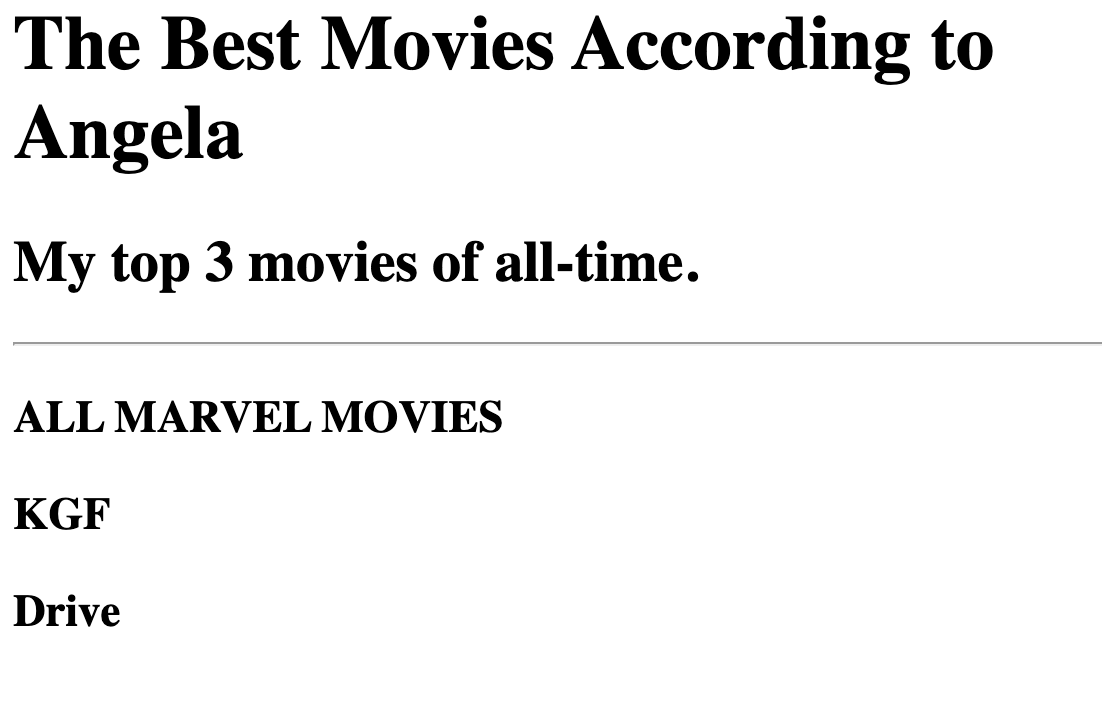 The Best Movies According to
Angela
My top 3 movies of all-time.
ALL MARVEL MOVIES
KGF
Drive